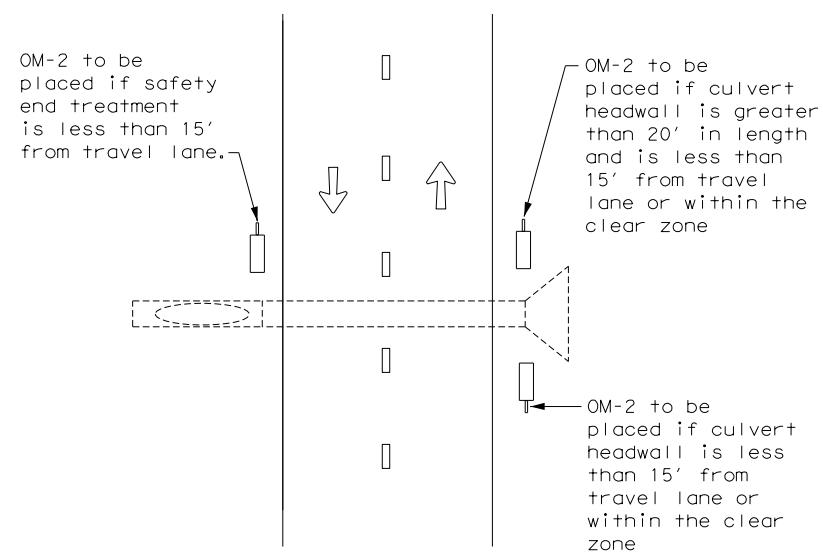 OM-2 to be
placed if safety
end treatment
is less than 15'
from travel lane.
OM-2 to be
placed if culvert
headwall is greater
than 20' in length
and is less than
15' from travel
lane or within the
clear zone
OM-2 to be
placed if culvert
headwall is less
than 15' from
travel lane or
within the clear
zone